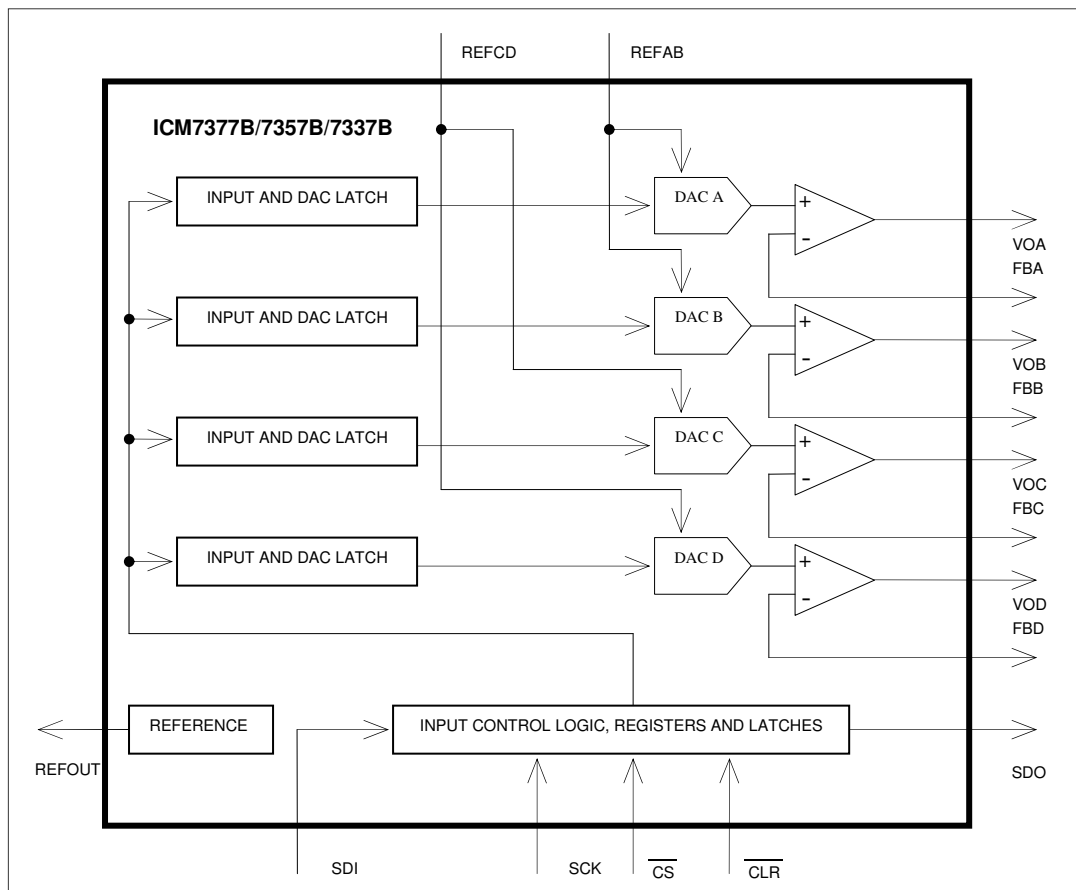 REFCD
REFAB
ICM7377B/7357B/7337B
INPUT AND DAC LATCH
DAC A
+
-
VOA
FBA
INPUT AND DAC LATCH
DAC B
+
-
VOB
FBB
INPUT AND DAC LATCH
DAC C
+
-
VOC
FBC
INPUT AND DAC LATCH
DAC D
+
-
VOD
FBD
REFERENCE
INPUT CONTROL LOGIC, REGISTERS AND LATCHES
REFOUT
SDO
SDI
SCK
CS
CLR